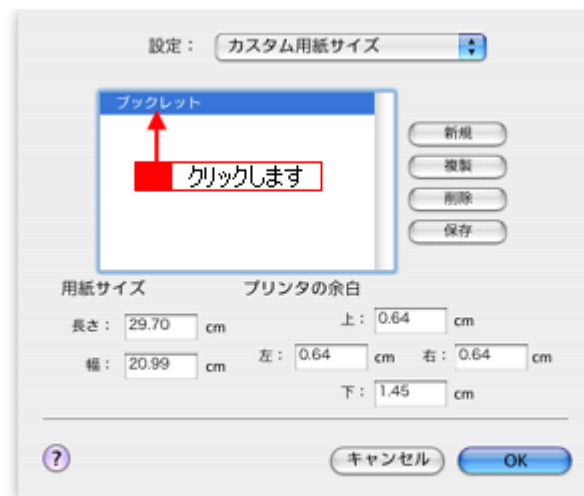 設定： カスタム用紙サイズ
ブックレット
クリックします
新規
複製
削除
保存
用紙サイズ
プリンタの余白
長さ： 29.70 cm
幅： 20.99 cm
上： 0.64 cm
左： 0.64 cm 右： 0.64 cm
下： 1.45 cm
? キャンセル OK